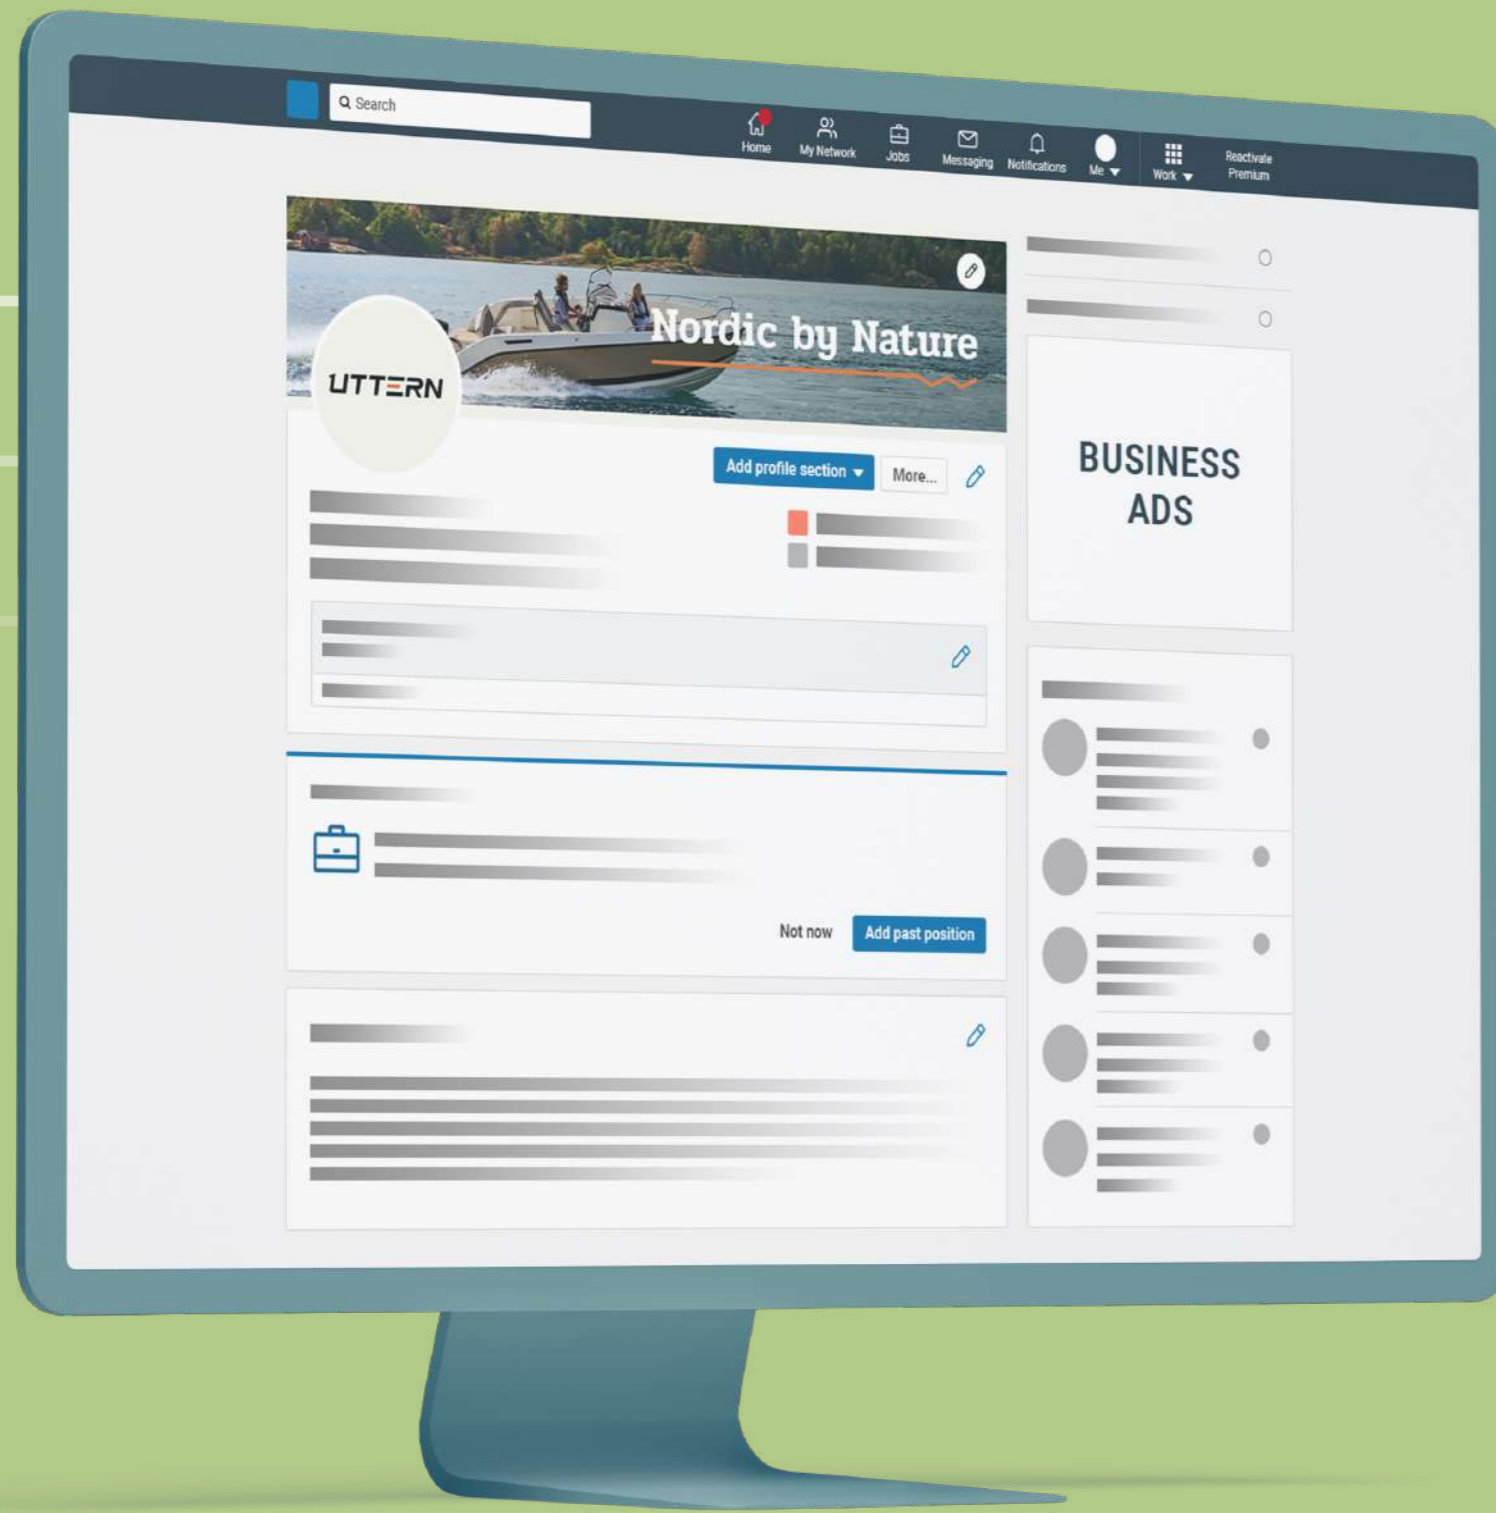 Search
Home
My Network
Jobs
Messaging
Notifications
Me
Work
Reactivate
Premium
Nordic by Nature
UTTERN
Add profile section
More...
BUSINESS
ADS
Not now
Add past position